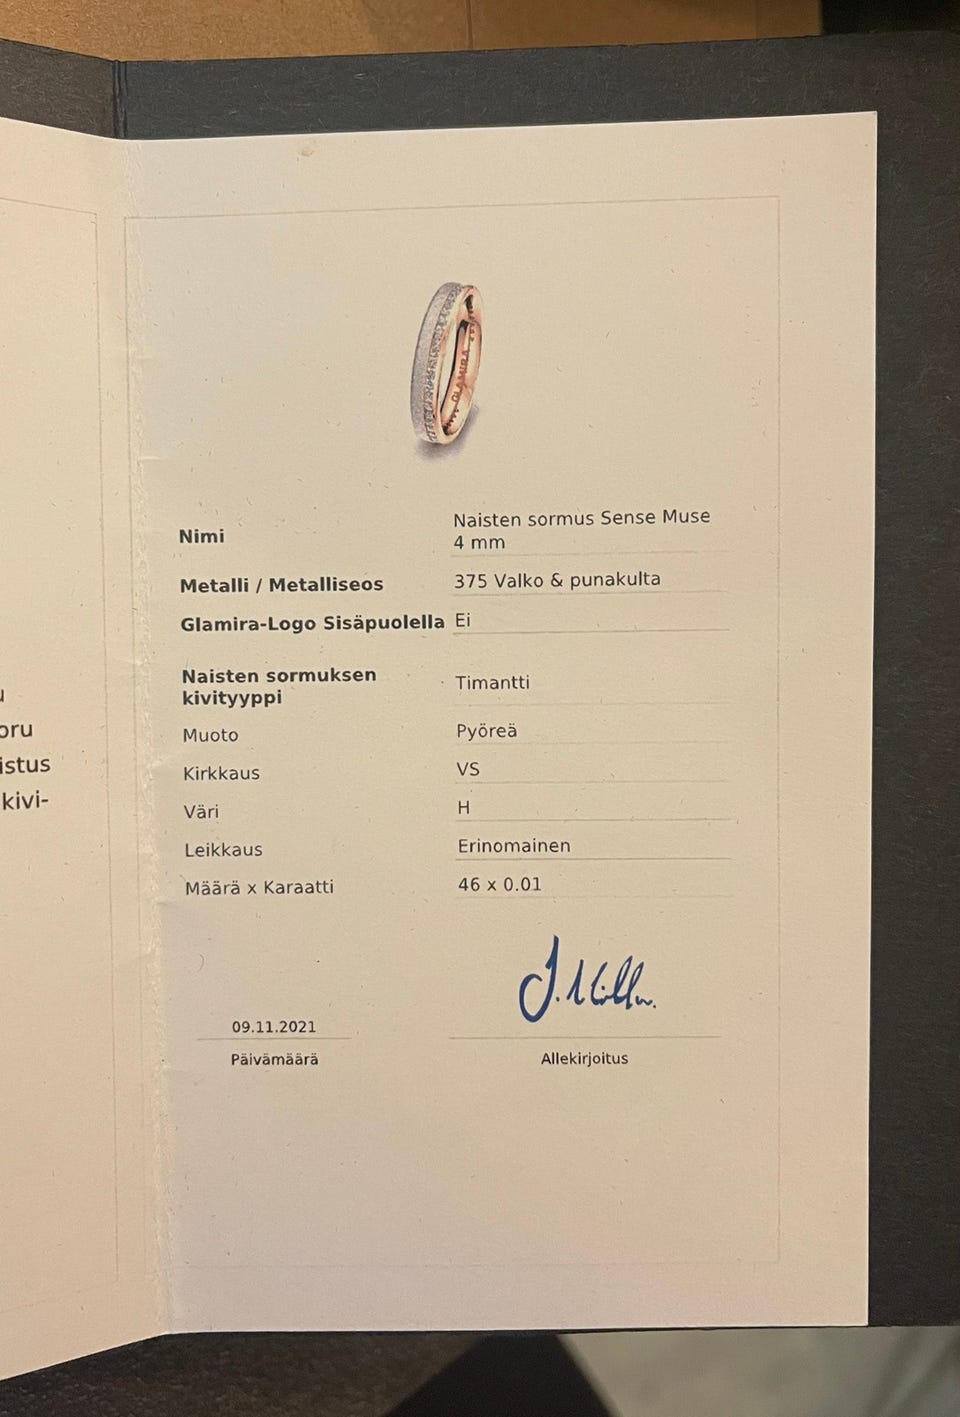 oru
istus
kivi-
GLAMIRA
Nimi
Naisten sormus Sense Muse
4 mm
Metalli / Metalliseos 375 Valko & punakulta
Glamira-Logo Sisäpuolella Ei
Naisten sormuksen
kivityyppi
Timantti
Muoto Pyöreä
Kirkkaus VS
Väri H
Leikkaus Erinomainen
Määrä x Karaatti 46 x 0.01
09.11.2021
Päivämäärä Allekirjoitus